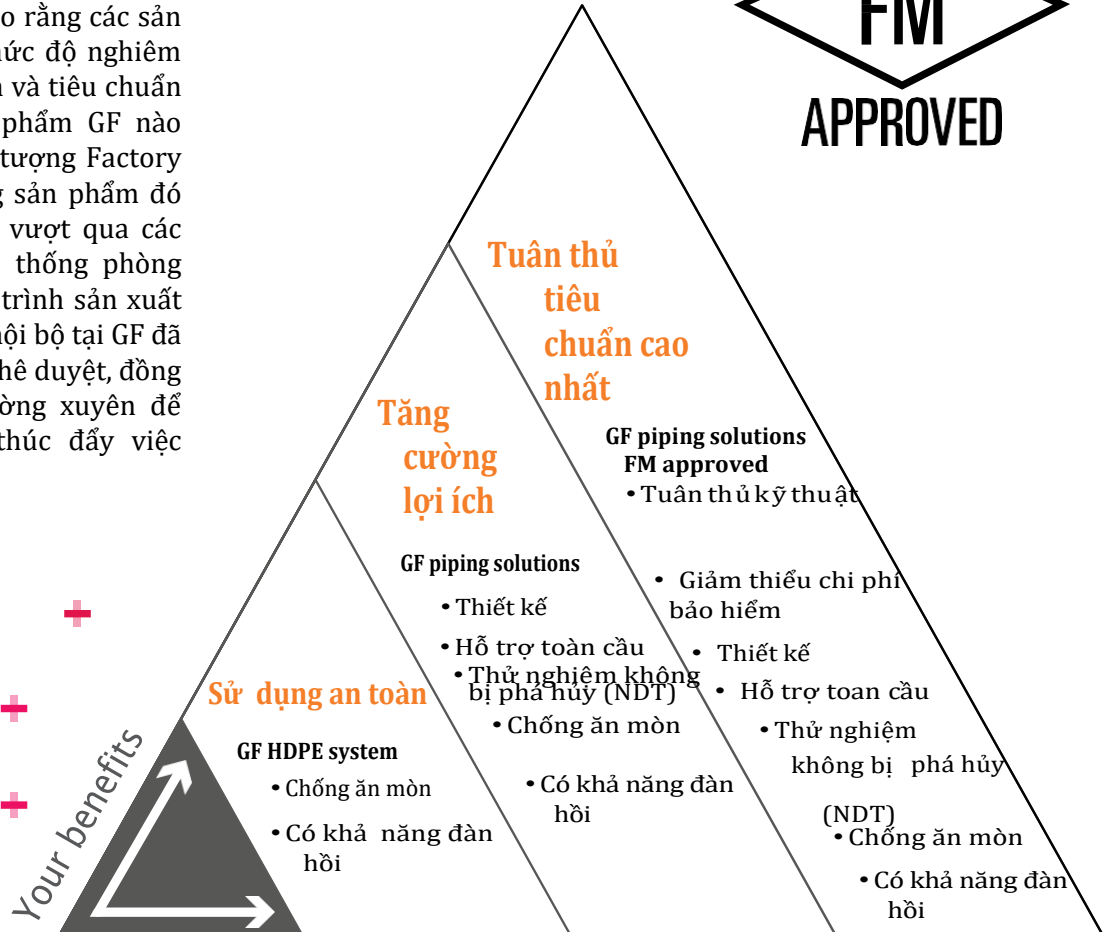 o rằng các sản
ức độ nghiêm
và tiêu chuẩn
phẩm GF nào
tượng Factory
sản phẩm đó
vượt qua các
thống phòng
trình sản xuất
ội bộ tại GF đã
hê duyệt, đồng
ờng xuyên để
thúc đẩy việc
FM
APPROVED
Tuân thủ
tiêu
chuẩn cao
nhất
GF piping solutions
FM approved
• Tuân thủ kỹ thuật
• Giảm thiểu chi phí
bảo hiểm
• Thiết kế
• Hỗ trợ toan cầu
• Thử nghiệm
không bị phá hủy
(NDT)
• Chống ăn mòn
• Có khả năng đàn
hồi
Tăng
cường
lợi ích
GF piping solutions
• Thiết kế
• Hỗ trợ toàn cầu
• Thử nghiệm không
bị phá hủy (NDT)
• Chống ăn mòn
• Có khả năng đàn
hồi
Sử dụng an toàn
GF HDPE system
• Chống ăn mòn
• Có khả năng đàn
hồi
Your benefits